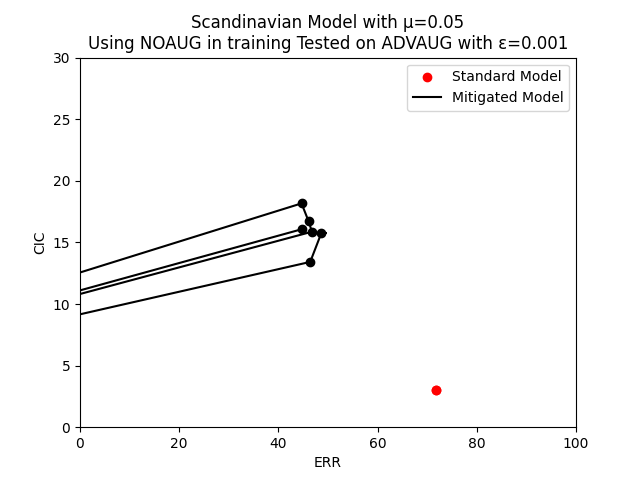 Scandinavian Model with μ=0.05
Using NOAUG in training Tested on ADVAUG with ε=0.001
Standard Model
Mitigated Model
30
25
20
15
10
5
0
CIC
0 20 40 60 80 100
ERR